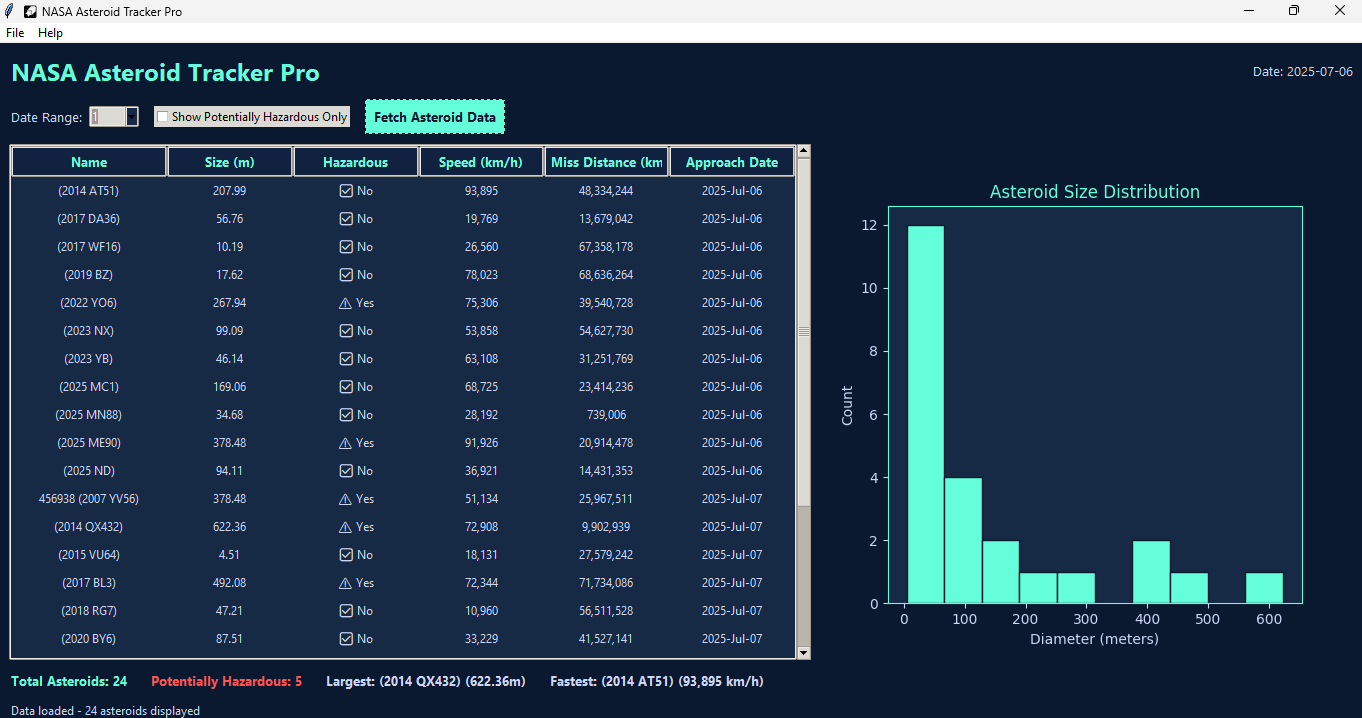 NASA Asteroid Tracker Pro
File Help
NASA Asteroid Tracker Pro
Date: 2025-07-06
Date Range: 1 Show Potentially Hazardous Only Fetch Asteroid Data
Name Size (m) Hazardous Speed (km/h) Miss Distance (km Approach Date
(2014 AT51) 207.99 No 93,895 48,334,244 2025-Jul-06
(2017 DA36) 56.76 No 19,769 13,679,042 2025-Jul-06
(2017 WF16) 10.19 No 26,560 67,358,178 2025-Jul-06
(2019 BZ) 17.62 No 78,023 68,636,264 2025-Jul-06
(2022 YO6) 267.94 Yes 75,306 39,540,728 2025-Jul-06
(2023 NX) 99.09 No 53,858 54,627,730 2025-Jul-06
(2023 YB) 46.14 No 63,108 31,251,769 2025-Jul-06
(2025 MC1) 169.06 No 68,725 23,414,236 2025-Jul-06
(2025 MN88) 34.68 No 28,192 739,006 2025-Jul-06
(2025 ME90) 378.48 Yes 91,926 20,914,478 2025-Jul-06
(2025 ND) 94.11 No 36,921 14,431,353 2025-Jul-06
456938 (2007 YV56) 378.48 Yes 51,134 25,967,511 2025-Jul-07
(2014 QX432) 622.36 Yes 72,908 9,902,939 2025-Jul-07
(2015 VU64) 4.51 No 18,131 27,579,242 2025-Jul-07
(2017 BL3) 492.08 Yes 72,344 71,734,086 2025-Jul-07
(2018 RG7) 47.21 No 10,960 56,511,528 2025-Jul-07
(2020 BY6) 87.51 No 33,229 41,527,141 2025-Jul-07
Asteroid Size Distribution
12
10
8
6
4
2
0
Count
0 100 200 300 400 500 600
Diameter (meters)
Total Asteroids: 24 Potentially Hazardous: 5 Largest: (2014 QX432) (622.36m) Fastest: (2014 AT51) (93,895 km/h)
Data loaded - 24 asteroids displayed